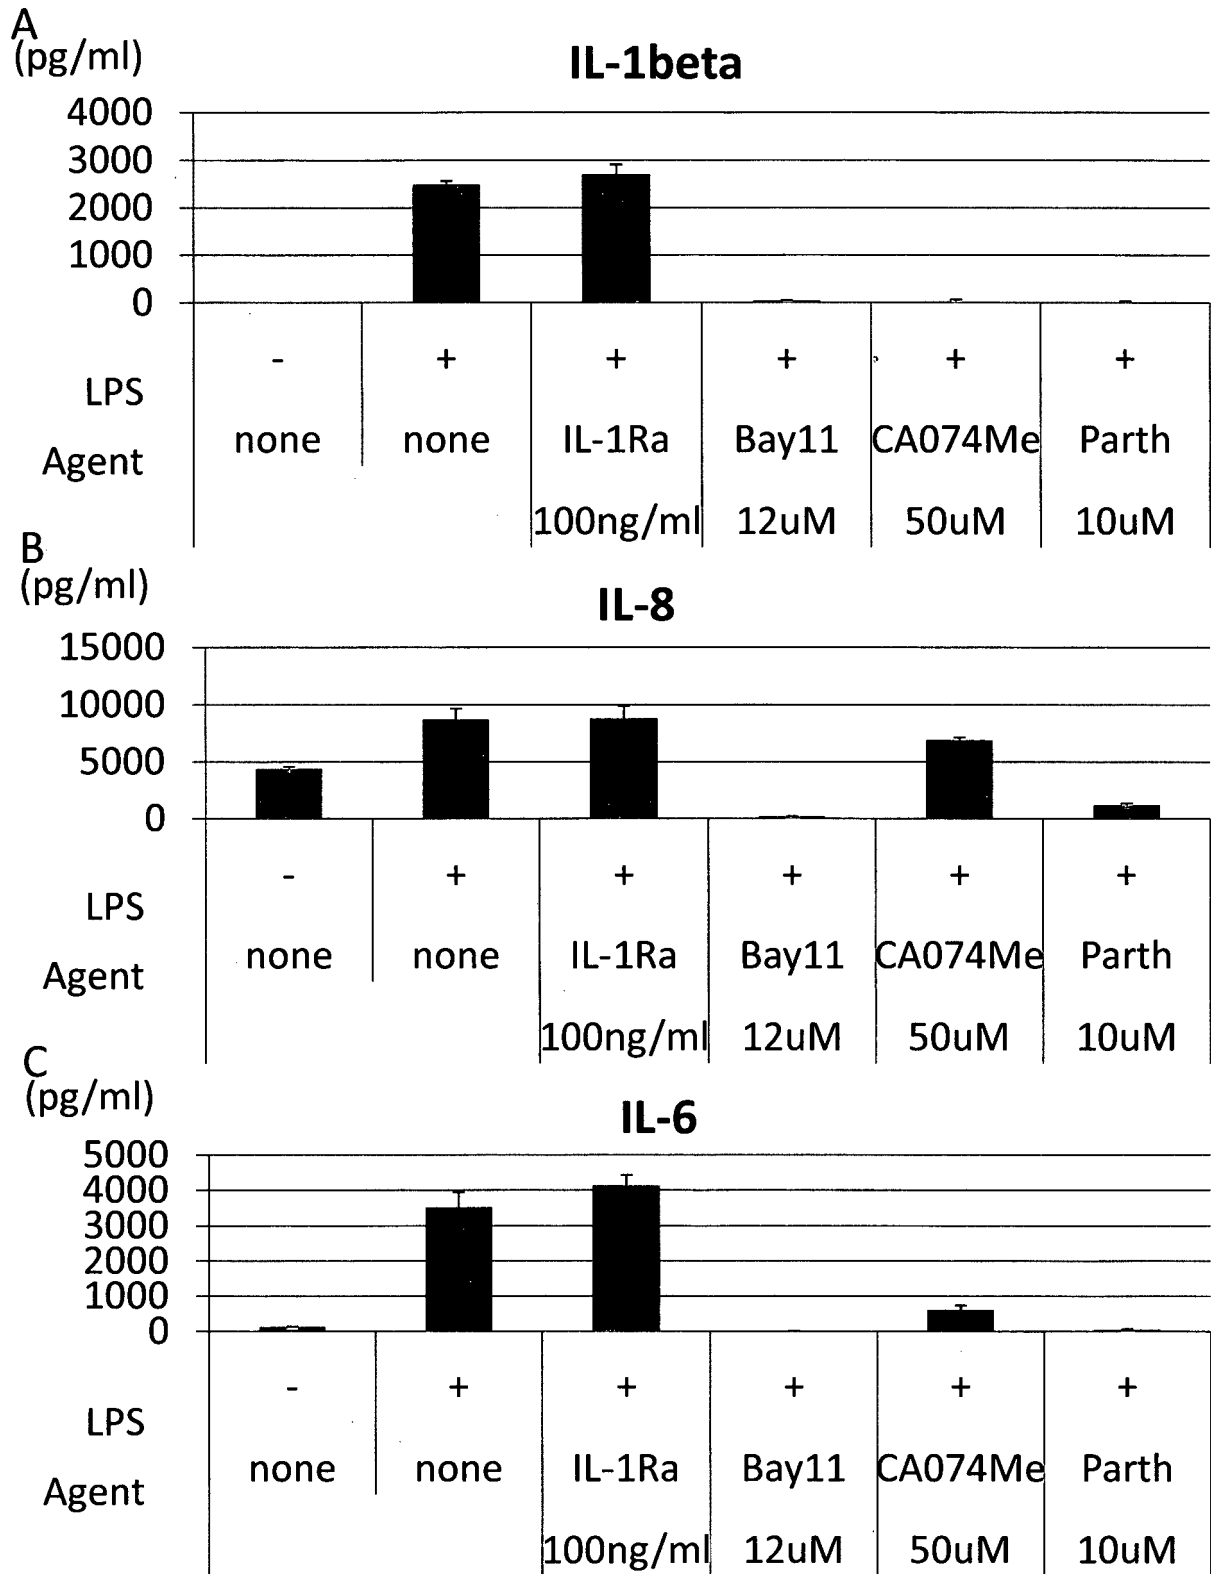 A
(pg/ml)
IL-1beta
4000
3000
2000
1000
0
LPS - + + + + +
Agent none none IL-1Ra Bay11 CA074Me Parth
100ng/ml 12uM 50uM 10uM
B
(pg/ml)
IL-8
15000
10000
5000
0
LPS - + + + + +
Agent none none IL-1Ra Bay11 CA074Me Parth
100ng/ml 12uM 50uM 10uM
C
(pg/ml)
IL-6
5000
4000
3000
2000
1000
0
LPS - + + + + +
Agent none none IL-1Ra Bay11 CA074Me Parth
100ng/ml 12uM 50uM 10uM